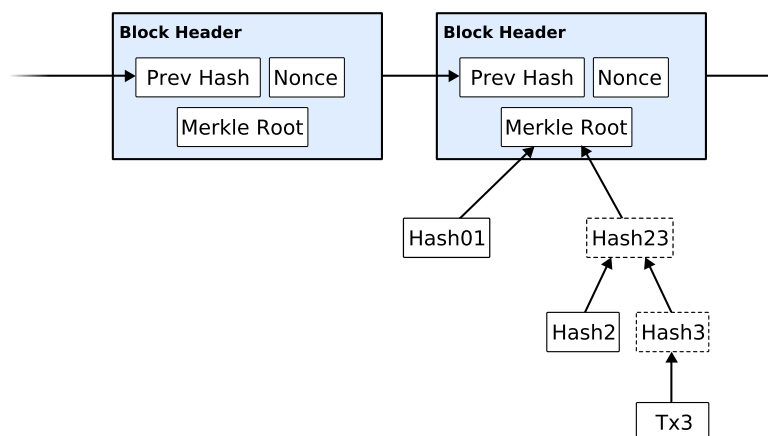 Block Header
Block Header
Prev Hash
Nonce
Prev Hash
Nonce
Merkle Root
Merkle Root
Hash01
Hash23
Hash2
Hash3
Tx3